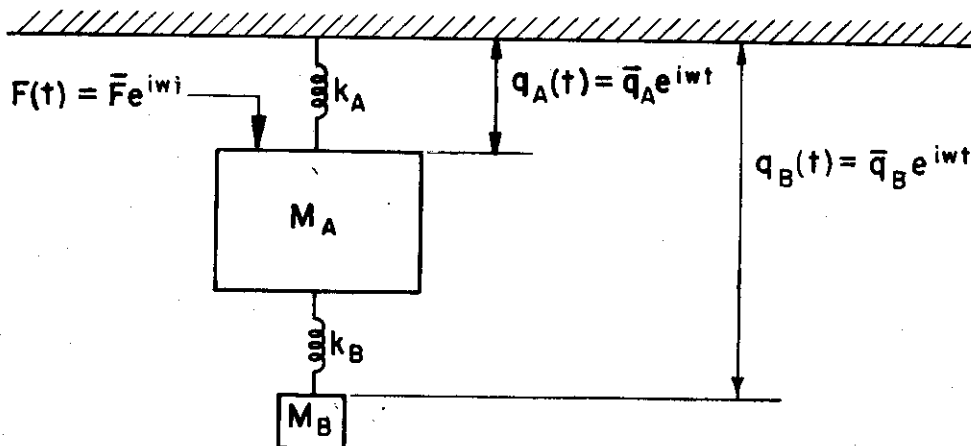 F(t) = F̄e^{iwi}
k_A
q_A(t) = q̄_A e^{iwt}
q_B(t) = q̄_B e^{iwt}
M_A
k_B
M_B